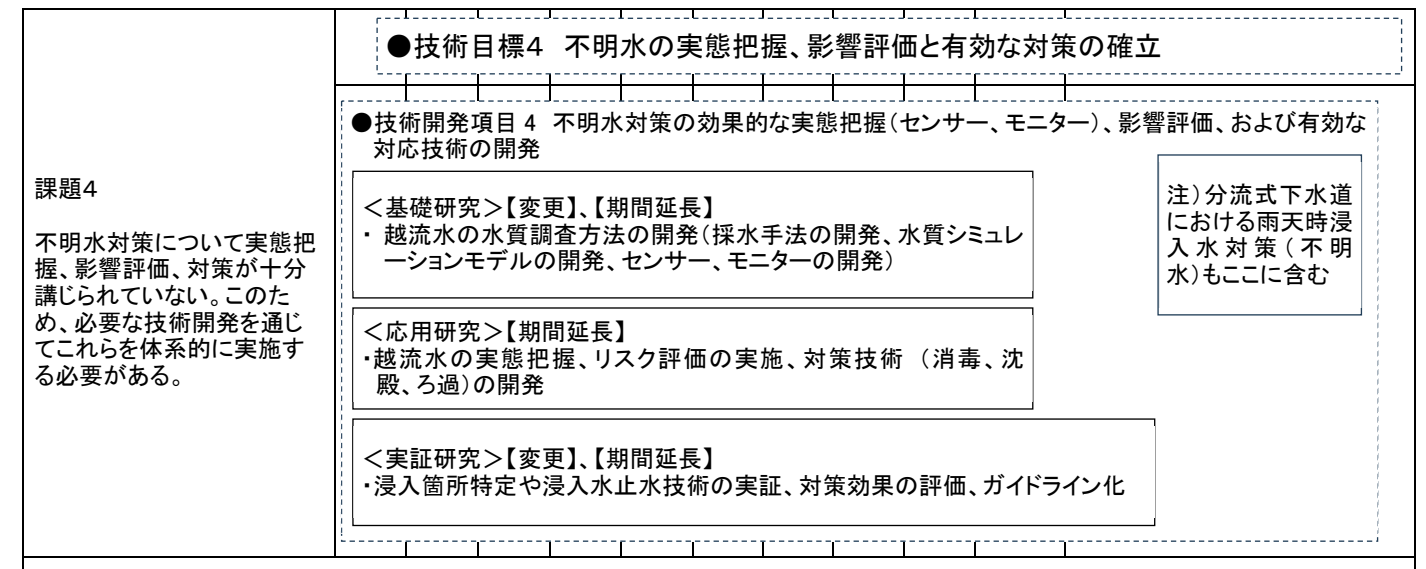 ●技術目標4 不明水の実態把握、影響評価と有効な対策の確立
課題4
不明水対策について実態把
握、影響評価、対策が十分
講じられていない。このた
め、必要な技術開発を通じ
てこれらを体系的に実施す
る必要がある。
●技術開発項目 4 不明水対策の効果的な実態把握(センサー、モニター)、影響評価、および有効な
対応技術の開発
<基礎研究>【変更】、【期間延長】
・ 越流水の水質調査方法の開発(採水手法の開発、水質シミュレ
ーションモデルの開発、センサー、モニターの開発)
<応用研究>【期間延長】
・越流水の実態把握、リスク評価の実施、対策技術 (消毒、沈
殿、ろ過)の開発
<実証研究>【変更】、【期間延長】
・浸入箇所特定や浸入水止水技術の実証、対策効果の評価、ガイドライン化
注)分流式下水道
における雨天時浸
入水対策(不明
水)もここに含む